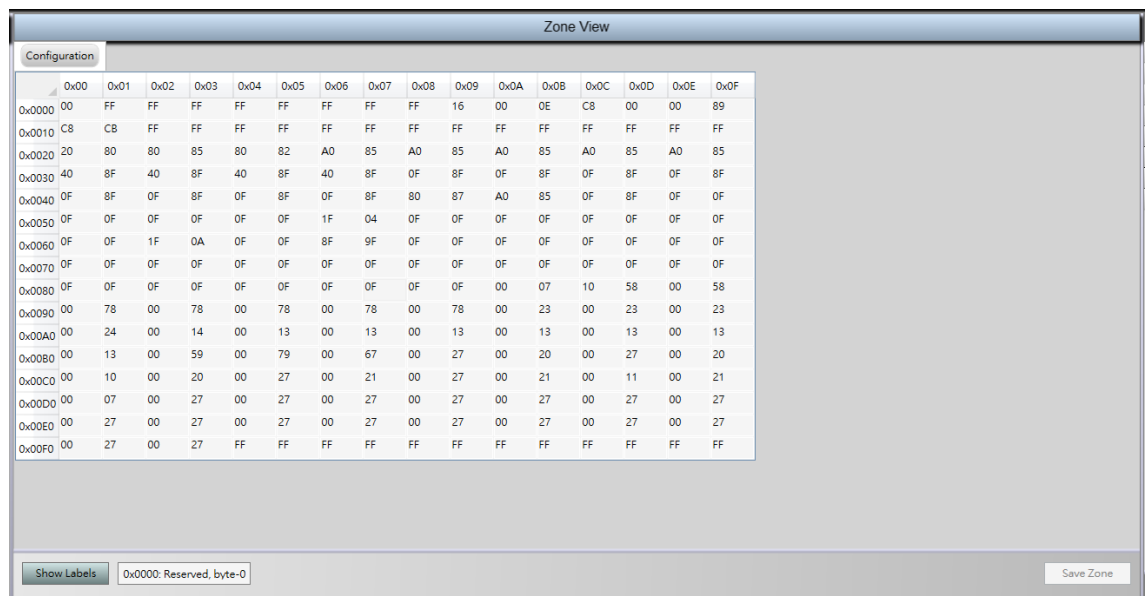 Zone View
Configuration
0x00 0x01 0x02 0x03 0x04 0x05 0x06 0x07 0x08 0x09 0x0A 0x0B 0x0C 0x0D 0x0E 0x0F
0x0000 00 FF FF FF FF FF FF FF FF 16 00 0E C8 00 00 89
0x0010 C8 CB FF FF FF FF FF FF FF FF FF FF FF FF FF FF
0x0020 20 80 80 85 80 82 A0 85 A0 85 A0 85 A0 85 A0 85
0x0030 40 8F 40 8F 40 8F 40 8F 0F 8F 0F 8F 0F 8F 0F 8F
0x0040 0F 8F 0F 8F 0F 8F 0F 8F 80 87 A0 85 0F 8F 0F 0F
0x0050 0F 0F 0F 0F 0F 0F 1F 04 0F 0F 0F 0F 0F 0F 0F 0F
0x0060 0F 0F 1F 0A 0F 0F 8F 9F 0F 0F 0F 0F 0F 0F 0F 0F
0x0070 0F 0F 0F 0F 0F 0F 0F 0F 0F 0F 0F 0F 0F 0F 0F 0F
0x0080 0F 0F 0F 0F 0F 0F 0F 0F 0F 0F 00 07 10 58 00 58
0x0090 00 78 00 78 00 78 00 78 00 78 00 23 00 23 00 23
0x00A0 00 24 00 14 00 13 00 13 00 13 00 13 00 13 00 13
0x00B0 00 13 00 59 00 79 00 67 00 27 00 20 00 27 00 20
0x00C0 00 10 00 20 00 27 00 21 00 27 00 21 00 11 00 21
0x00D0 00 07 00 27 00 27 00 27 00 27 00 27 00 27 00 27
0x00E0 00 27 00 27 00 27 00 27 00 27 00 27 00 27 00 27
0x00F0 00 27 00 27 FF FF FF FF FF FF FF FF FF FF FF FF
Show Labels 0x0000: Reserved, byte-0 Save Zone